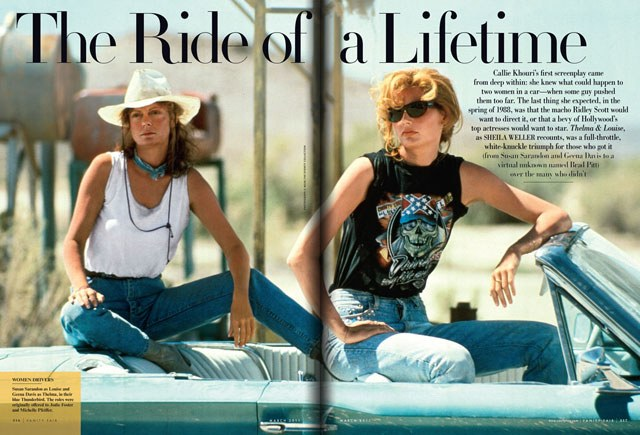 The Ride of a Lifetime
Callie Khouri's first screenplay came
from deep within: she knew what could happen to
two women in a car—when some guy pushed
them too far. The last thing she expected, in the
spring of 1988, was that the macho Ridley Scott would
want to direct it, or that a bevy of Hollywood's
top actresses would want to star. Thelma & Louise,
as SHEILA WELLER recounts, was a full-throttle,
white-knuckle triumph for those who got it
(from Susan Sarandon and Geena Davis to a
virtual unknown named Brad Pitt)
over the many who didn't
WOMEN DRIVERS
Susan Sarandon as Louise and
Geena Davis as Thelma, in their
blue Thunderbird. The roles were
originally offered to Jodie Foster
and Michelle Pfeiffer.
VANITY FAIR
MARCH 2011
MARCH 2011
VANITY FAIR